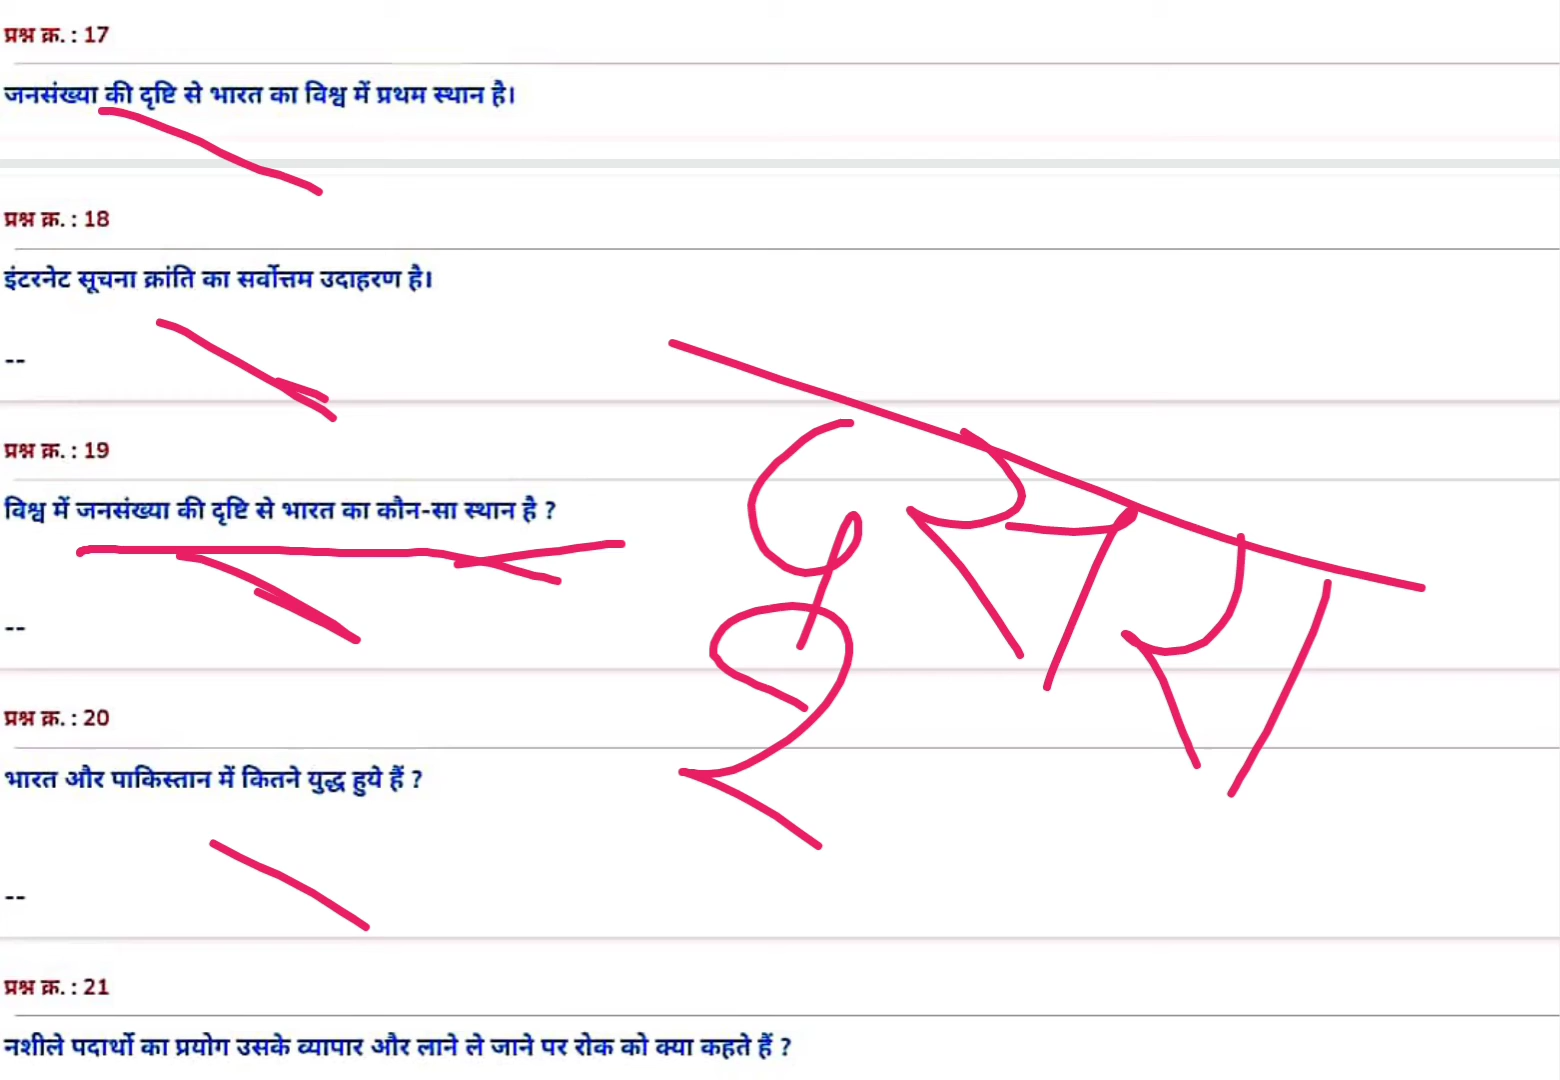 प्रश्न क्र. : 17
जनसंख्या की दृष्टि से भारत का विश्व में प्रथम स्थान है।
प्रश्न क्र. : 18
इंटरनेट सूचना क्रांति का सर्वोत्तम उदाहरण है।
--
प्रश्न क्र. : 19
विश्व में जनसंख्या की दृष्टि से भारत का कौन-सा स्थान है ?
--
प्रश्न क्र. : 20
भारत और पाकिस्तान में कितने युद्ध हुये हैं ?
--
प्रश्न क्र. : 21
नशीले पदार्थो का प्रयोग उसके व्यापार और लाने ले जाने पर रोक को क्या कहते हैं ?